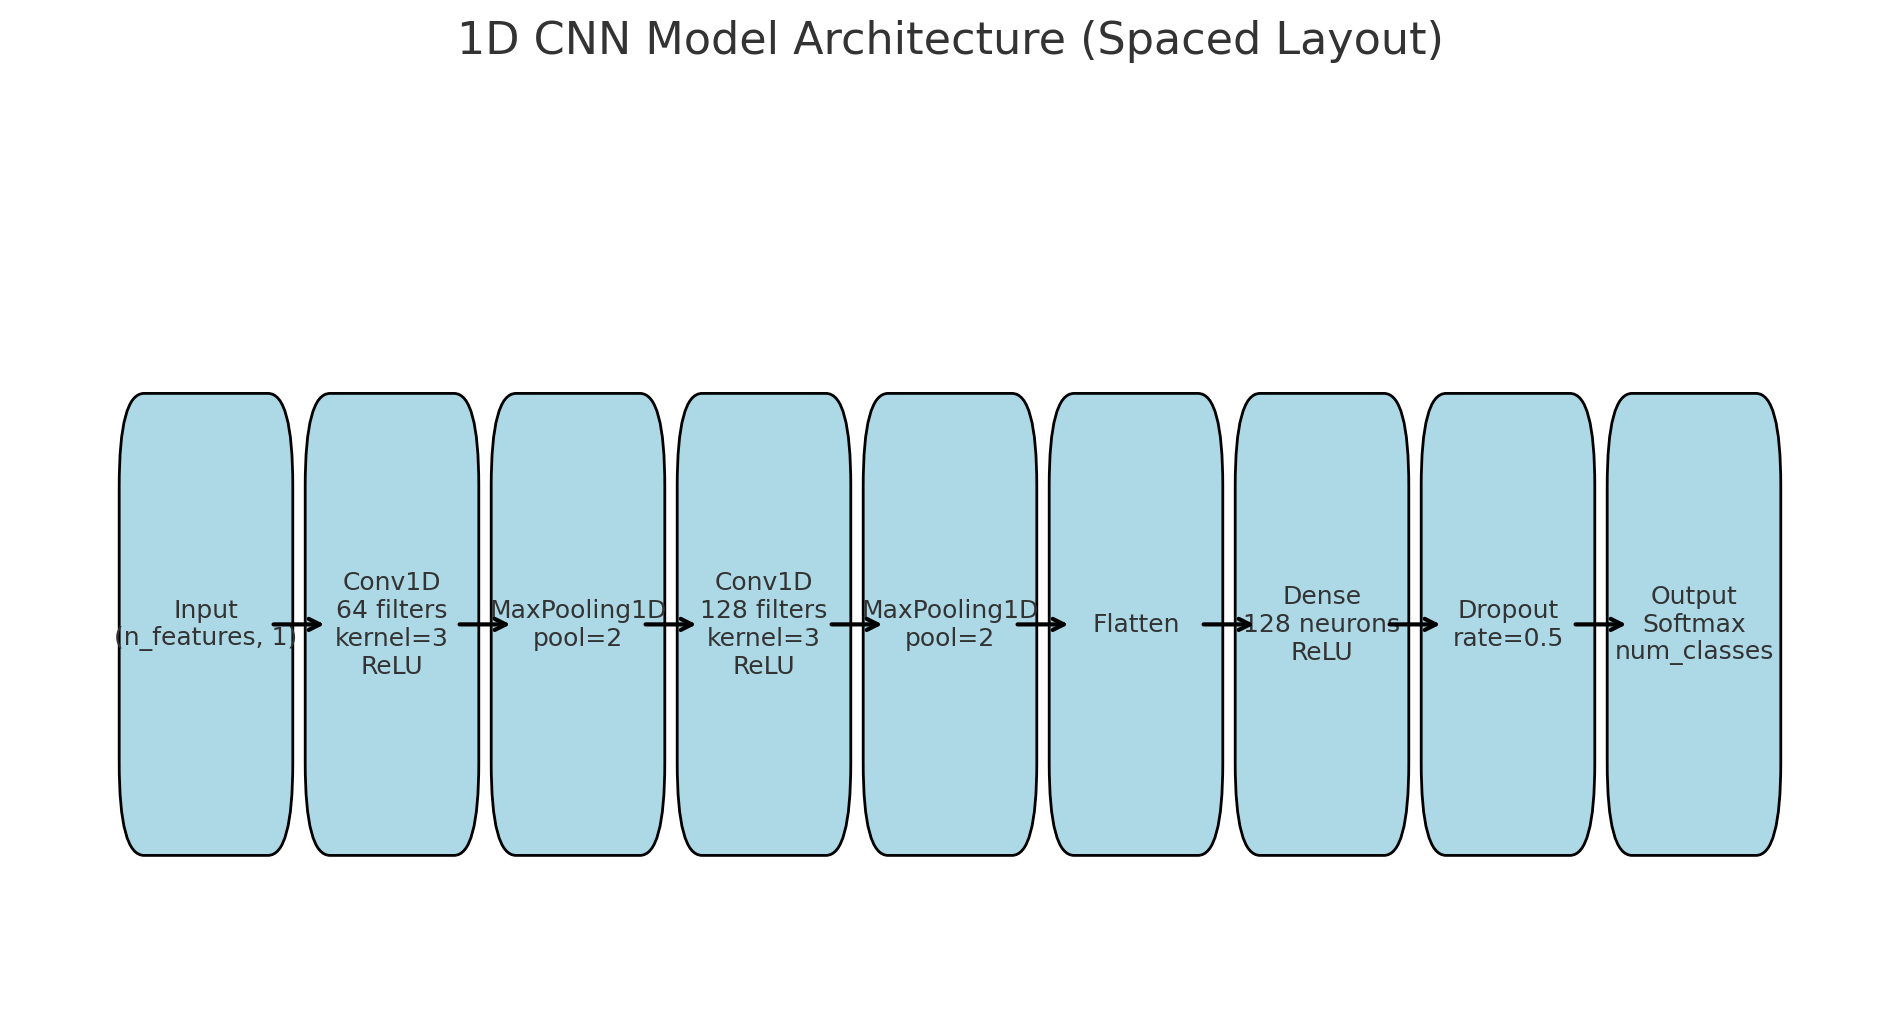 1D CNN Model Architecture (Spaced Layout)
Input
(n_features, 1)
Conv1D
64 filters
kernel=3
ReLU
MaxPooling1D
pool=2
Conv1D
128 filters
kernel=3
ReLU
MaxPooling1D
pool=2
Flatten
Dense
128 neurons
ReLU
Dropout
rate=0.5
Output
Softmax
num_classes